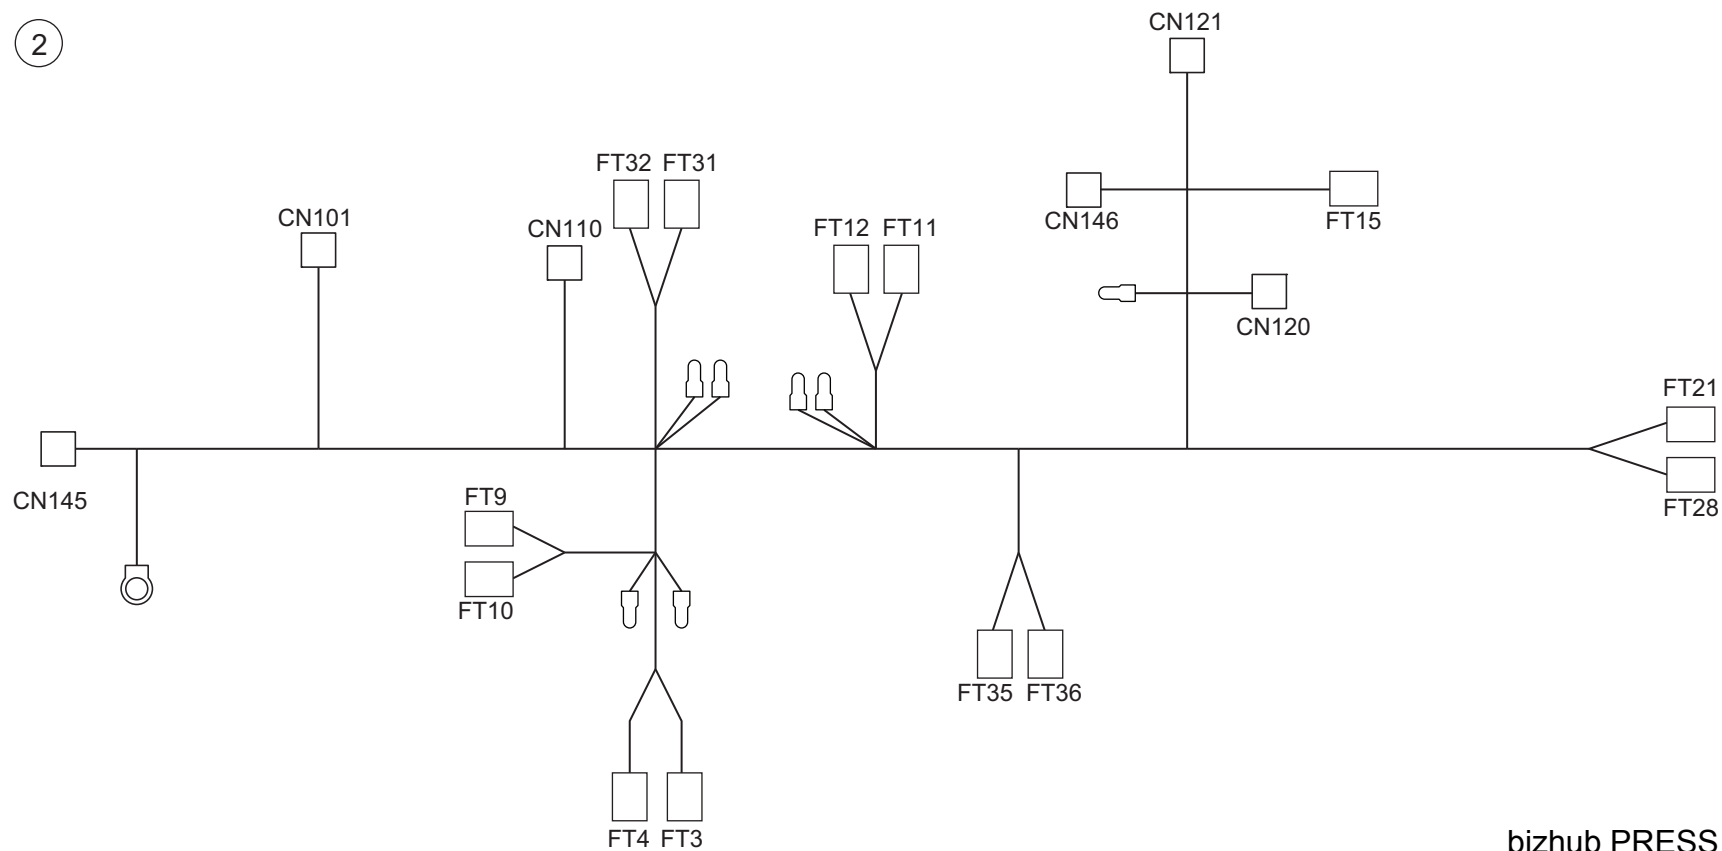 2
CN121
FT32 FT31
CN101
CN110
FT12 FT11
CN146
FT15
CN120
FT21
CN145
FT9
FT28
FT10
FT35 FT36
FT4 FT3
bizhub PRESS